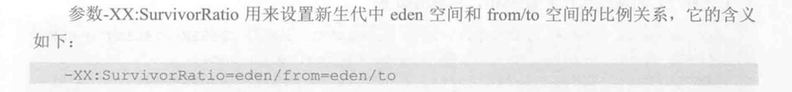 参数-XX:SurvivorRatio 用来设置新生代中 eden 空间和 from/to 空间的比例关系，它的含义
如下：
-XX:SurvivorRatio=eden/from=eden/to